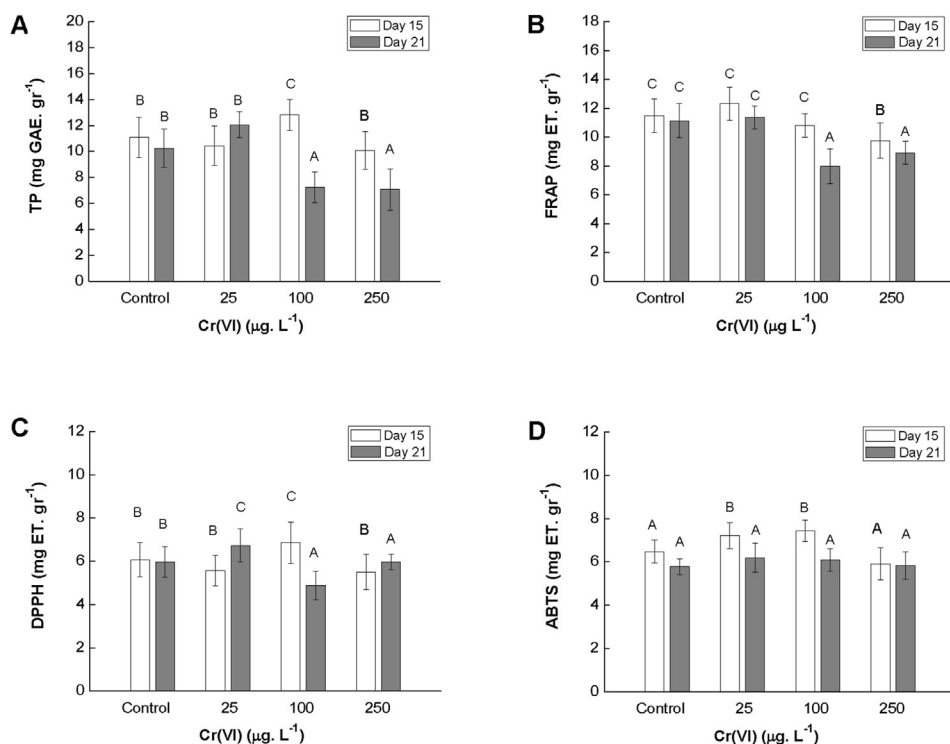 A
TP (mg GAE. gr⁻¹)
20
18
16
14
12
10
8
6
4
2
0
Day 15
Day 21
B
B
B
B
C
A
B
A
Control
25
100
250
Cr(VI) (µg. L⁻¹)
B
FRAP (mg ET. gr⁻¹)
18
16
14
12
10
8
6
4
2
0
Day 15
Day 21
C
C
C
C
C
A
B
A
Control
25
100
250
Cr(VI) (µg L⁻¹)
C
DPPH (mg ET. gr⁻¹)
12
10
8
6
4
2
0
Day 15
Day 21
B
B
B
C
C
A
B
A
Control
25
100
250
Cr(VI) (µg. L⁻¹)
D
ABTS (mg ET. gr⁻¹)
12
10
8
6
4
2
0
Day 15
Day 21
A
A
B
A
B
A
A
A
Control
25
100
250
Cr(VI) (µg. L⁻¹)